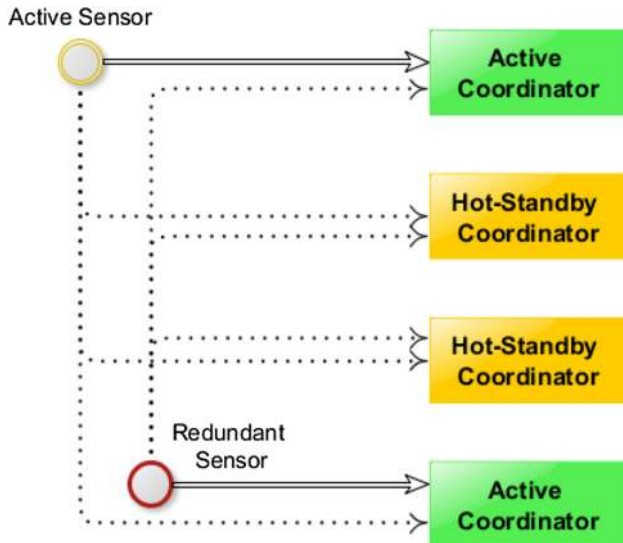 Active Sensor
Active
Coordinator
Hot-Standby
Coordinator
Hot-Standby
Coordinator
Redundant
Sensor
Active
Coordinator